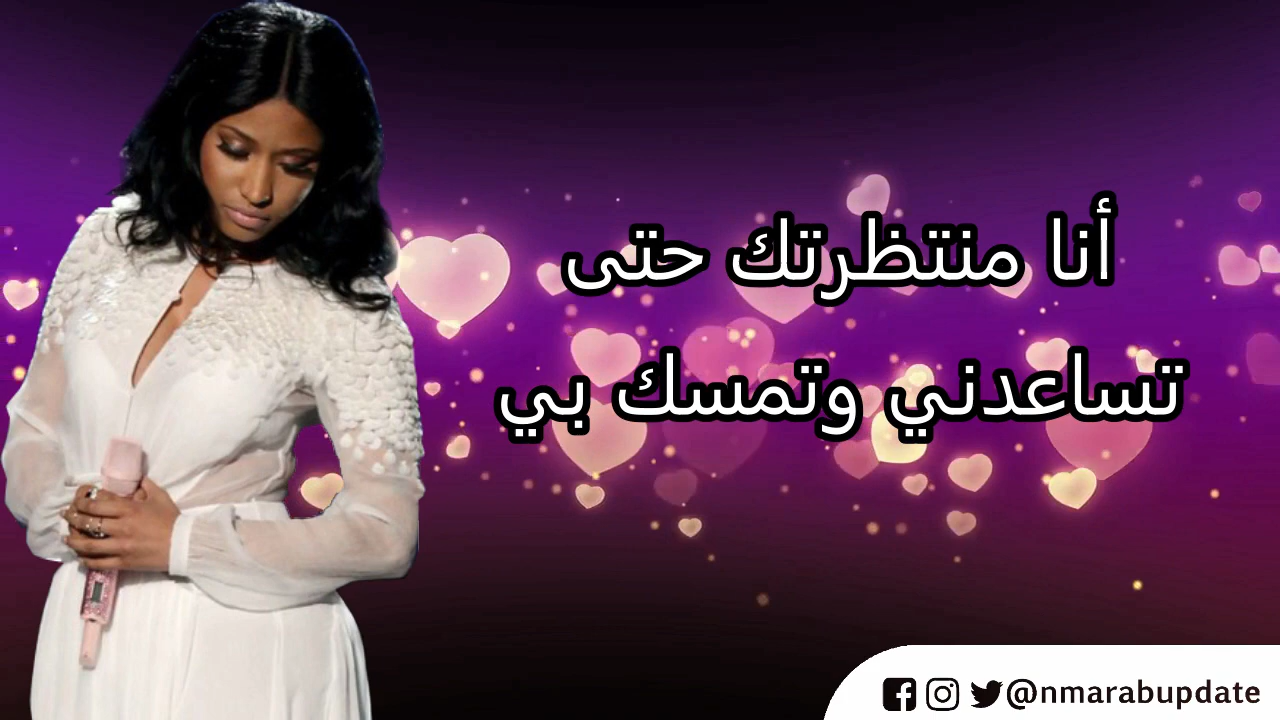 أنا منتظرتك حتى
تساعدني وتمسك بي
@nmarabupdate